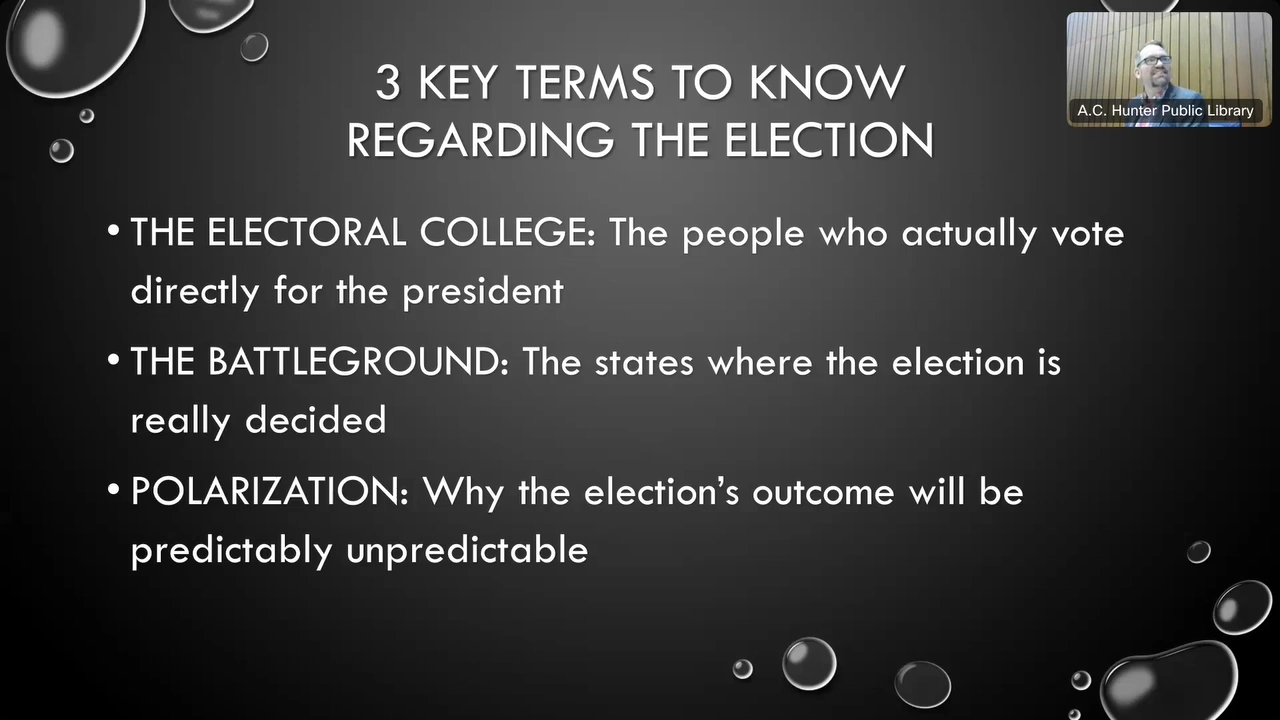 3 KEY TERMS TO KNOW
REGARDING THE ELECTION
A.C. Hunter Public Library
• THE ELECTORAL COLLEGE: The people who actually vote
directly for the president
• THE BATTLEGROUND: The states where the election is
really decided
• POLARIZATION: Why the election’s outcome will be
predictably unpredictable